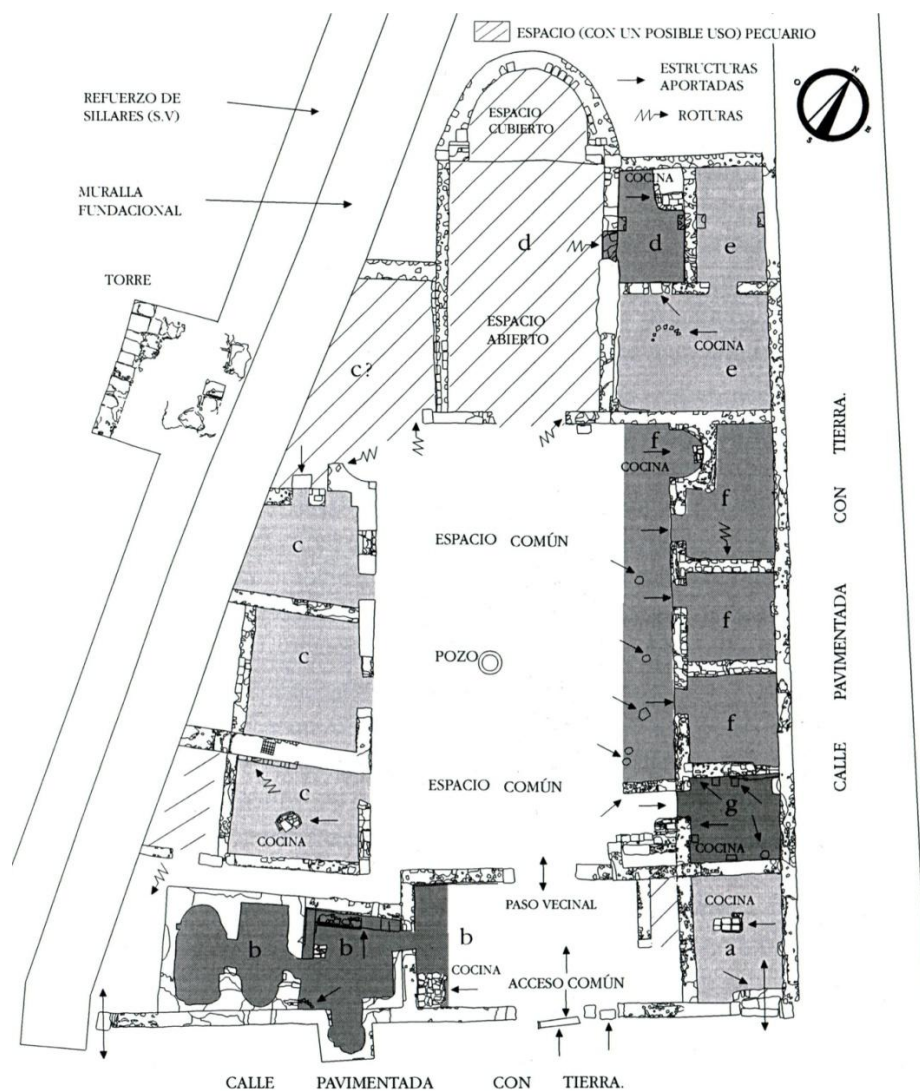 ESPACIO (CON UN POSIBLE USO) PECUARIO
ESTRUCTURAS
APORTADAS
ROTURAS
N
O
E
S
REFUERZO DE
SILLARES (S.V)
MURALLA
FUNDACIONAL
TORRE
ESPACIO
CUBIERTO
COCINA
d
d
e
ESPACIO
ABIERTO
COCINA
e
c?
f
COCINA
f
c
ESPACIO COMÚN
f
c
POZO
f
c
COCINA
ESPACIO COMÚN
g
COCINA
PASO VECINAL
COCINA
a
b
b
b
COCINA
ACCESO COMÚN
CALLE PAVIMENTADA CON TIERRA.
CALLE PAVIMENTADA CON TIERRA.